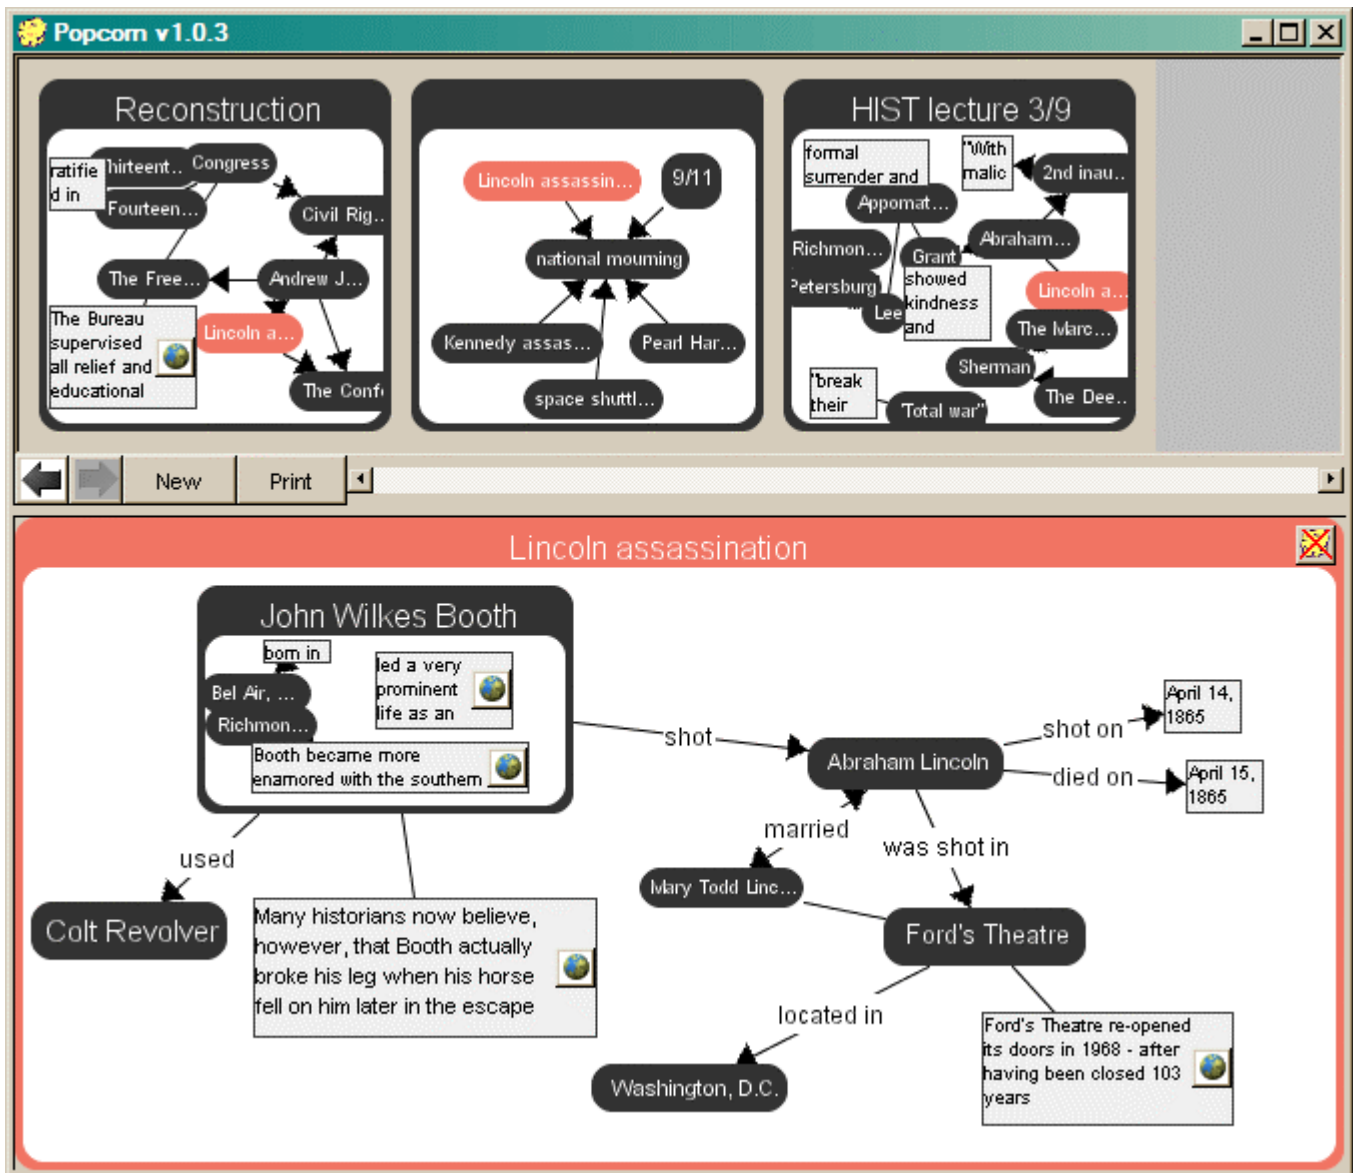 Popcorn v1.0.3
Reconstruction
ratifie
d in
hirteent...
Congress
Fourteen...
Civil Rig...
The Free...
Andrew J...
The Bureau
supervised
all relief and
educational
Lincoln a...
The Conf
Lincoln assassin...
9/11
national mourning
Kennedy assas...
Pearl Har...
space shuttl...
HIST lecture 3/9
"With
malic
formal
surrender and
2nd inau...
Appomat...
Abraham...
Richmon...
Grant
Petersburg
showed
kindness
and
Lincoln a...
Lee
The Marc...
Sherman
"break
their
The Dee...
"Total war"
New
Print
Lincoln assassination
John Wilkes Booth
born in
led a very
prominent
life as an
Bel Air, ...
Richmon...
Booth became more
enamored with the southern
shot
Abraham Lincoln
shot on
April 14,
1865
died on
April 15,
1865
married
was shot in
used
Mary Todd Linc...
Colt Revolver
Many historians now believe,
however, that Booth actually
broke his leg when his horse
fell on him later in the escape
Ford's Theatre
located in
Washington, D.C.
Ford's Theatre re-opened
its doors in 1968 - after
having been closed 103
years